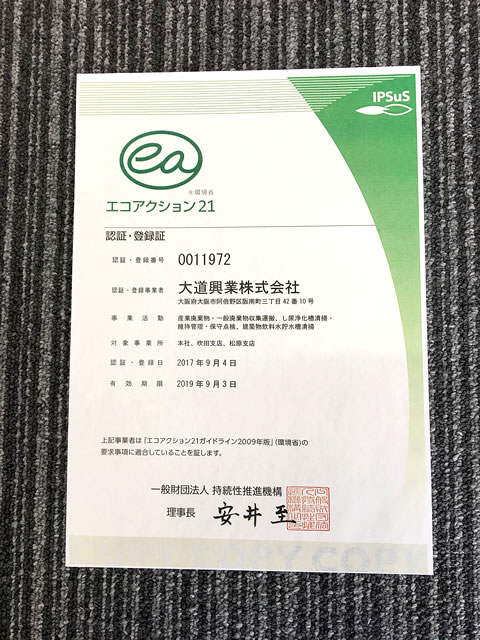 IPSuS
ea
®環境省
エコアクション21
認証・登録証
認証・登録番号 0011972
認証・登録事業者 大道興業株式会社
大阪府大阪市阿倍野区阪南町三丁目42番10号
事業活動 産業廃棄物・一般廃棄物収集運搬、し尿浄化槽清掃・
維持管理・保守点検、建築物飲料水貯水槽清掃
対象事業所 本社、吹田支店、松原支店
認証・登録日 2017年9月4日
有効期限 2019年9月3日
上記事業者は「エコアクション21ガイドライン2009年版」(環境省)の
要求事項に適合していることを証します。
一般財団法人 持続性推進機構
理事長 安井至